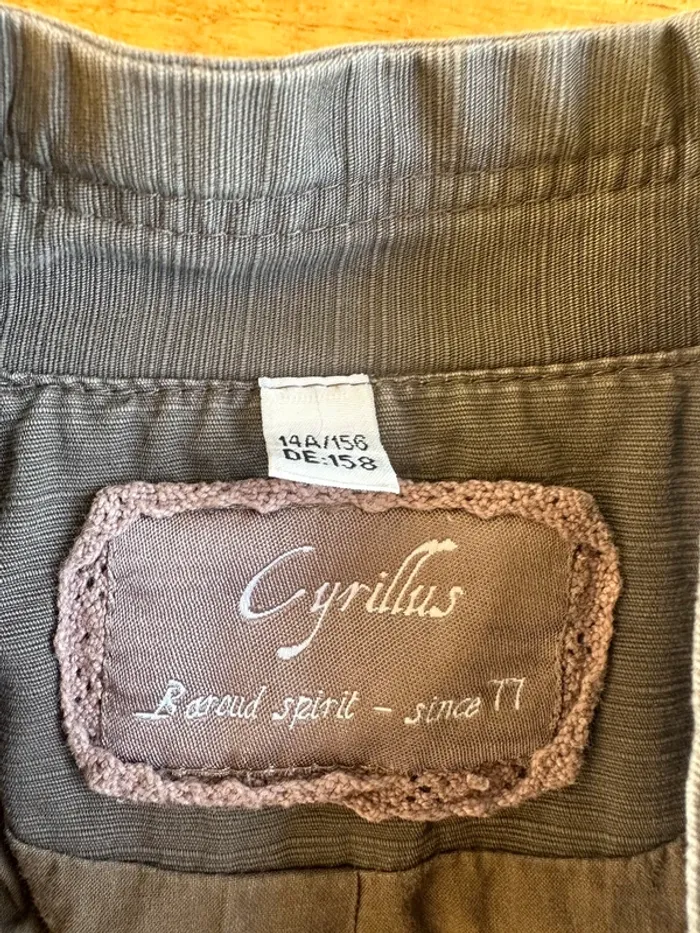 14A/156
DE:158
Cyrillus
Baroud spirit - since 77